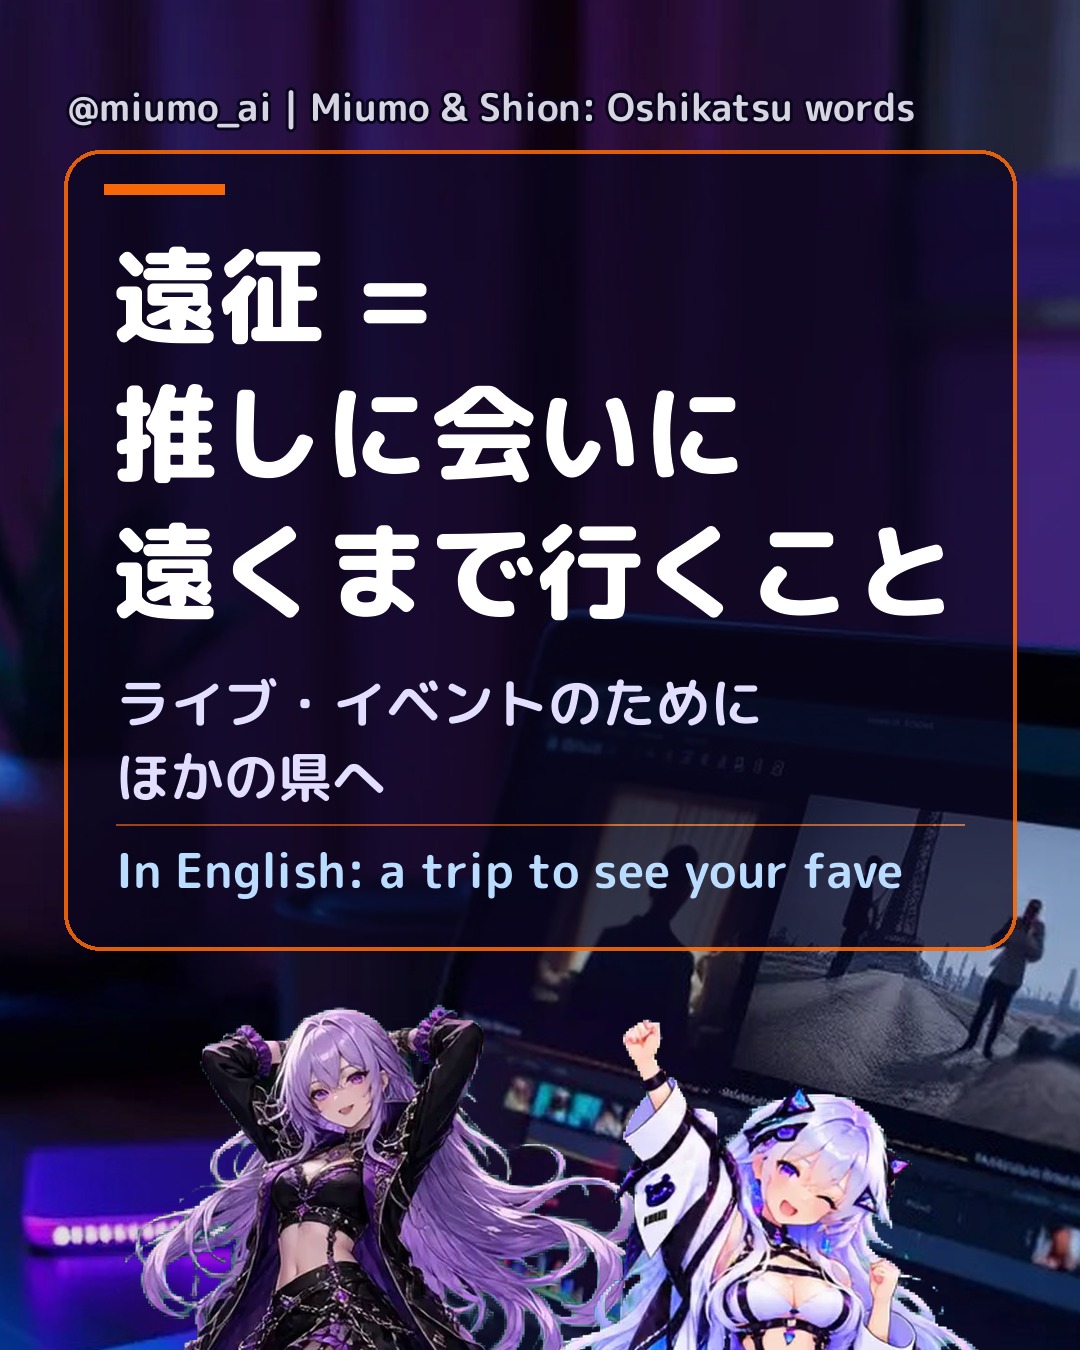 @miumo_ai | Miumo & Shion: Oshikatsu words
遠征 =
推しに会いに
遠くまで行くこと
ライブ・イベントのために
ほかの県へ
In English: a trip to see your fave